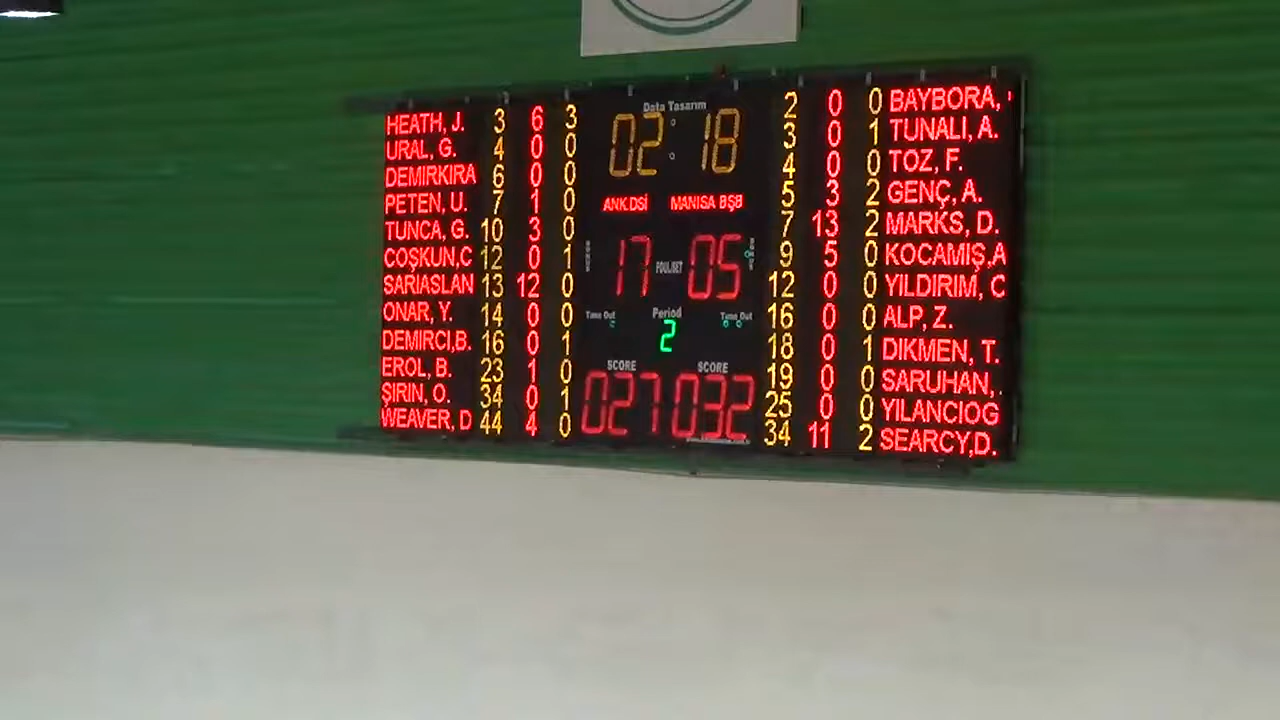 Data Tasarım
02:18
ANK.DSİ MANISA BŞB
17 FOUL/SET 05
Time Out Period Time Out
2
SCORE SCORE
027 032
HEATH, J. 3 6 3
URAL, G. 4 0 0
DEMIRKIRA 6 0 0
PETEN, U. 7 1 0
TUNCA, G. 10 3 0
COŞKUN,C 12 0 1
SARIASLAN 13 12 0
ONAR, Y. 14 0 0
DEMIRCI,B. 16 0 1
EROL, B. 23 1 0
ŞIRIN, O. 34 0 1
WEAVER, D 44 4 0
2 0 0 BAYBORA,
3 0 1 TUNALI, A.
4 0 0 TOZ, F.
5 3 2 GENÇ, A.
7 13 2 MARKS, D.
9 5 0 KOCAMIŞ,A
12 0 0 YILDIRIM, C
16 0 0 ALP, Z.
18 0 1 DIKMEN, T.
19 0 0 SARUHAN, .
25 0 0 YILANCIOG
34 11 2 SEARCY,D.